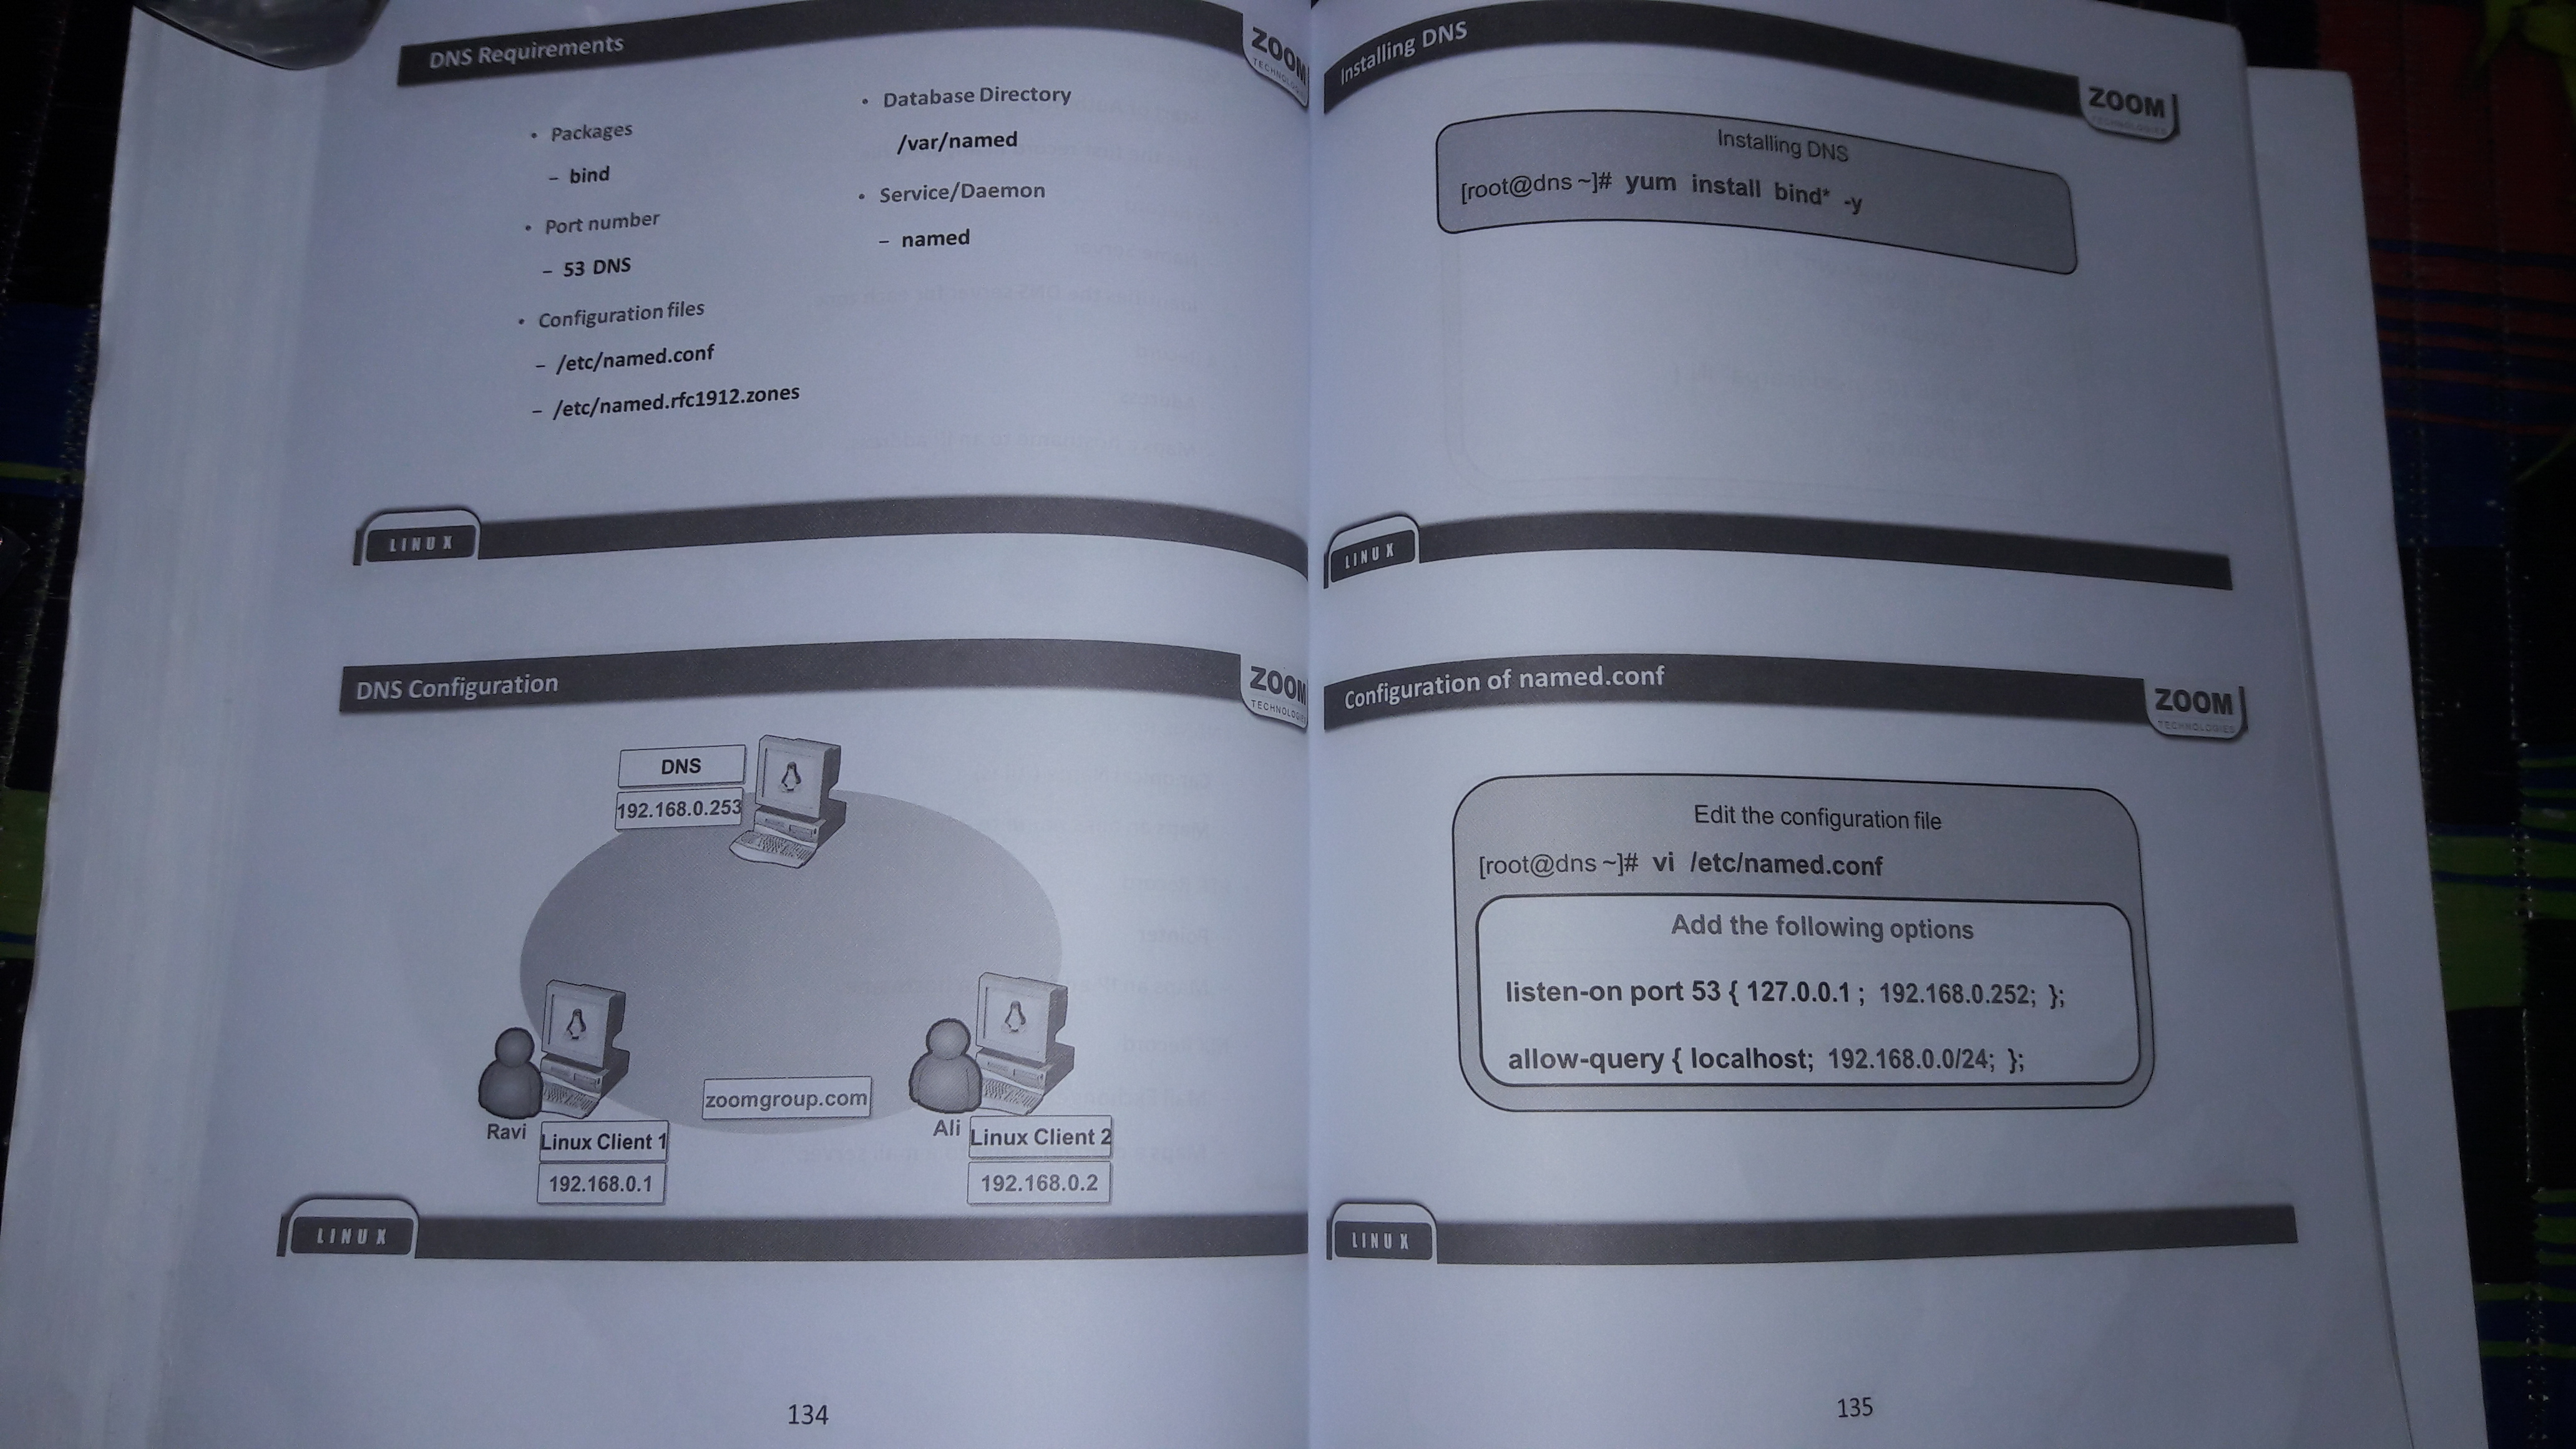 DNS Requirements
ZOOM
TECHNOLOGIES
• Packages
– bind
• Port number
– 53 DNS
• Configuration files
– /etc/named.conf
– /etc/named.rfc1912.zones
• Database Directory
/var/named
• Service/Daemon
– named
LINUX
DNS Configuration
ZOOM
TECHNOLOGIES
DNS
192.168.0.253
zoomgroup.com
Ravi
Linux Client 1
192.168.0.1
Ali
Linux Client 2
192.168.0.2
LINUX
134
Installing DNS
ZOOM
TECHNOLOGIES
Installing DNS
[root@dns ~]# yum install bind* -y
LINUX
Configuration of named.conf
ZOOM
TECHNOLOGIES
Edit the configuration file
[root@dns ~]# vi /etc/named.conf
Add the following options
listen-on port 53 { 127.0.0.1 ; 192.168.0.252; };
allow-query { localhost; 192.168.0.0/24; };
LINUX
135